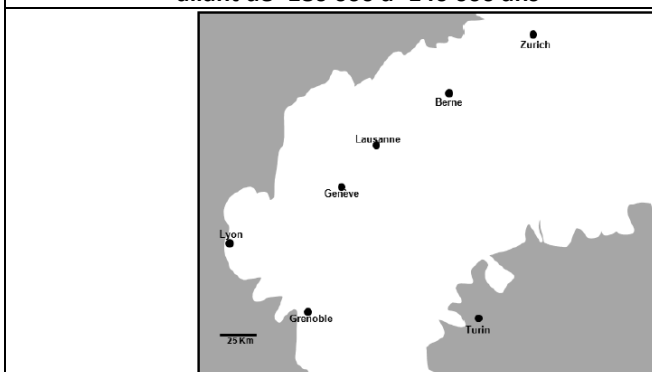 Zurich
Berne
Lausanne
Genève
Lyon
Grenoble
Turin
25 Km